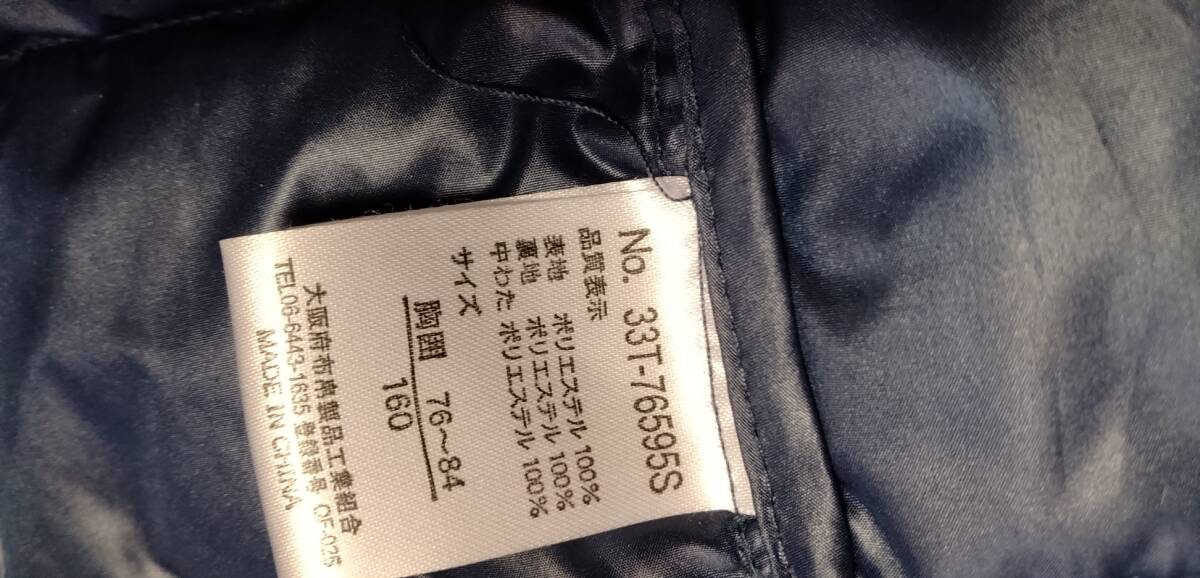 No. 33T-76595S
品質表示
表地 ポリエステル 100%
裏地 ポリエステル 100%
中わた ポリエステル 100%
サイズ
胸囲 76～84
160
大阪府布帛製品工業組合
TEL06-6443-1635 登録番号 OF-025
MADE IN CHINA